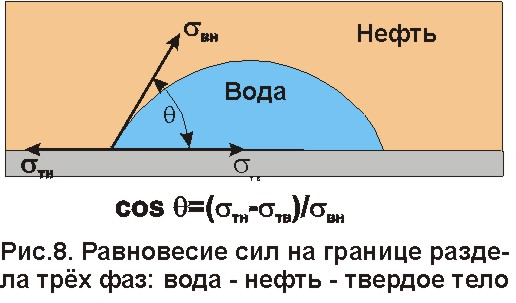 σвн
Нефть
Вода
θ
σтн
σтв
cos θ=(σтн-σтв)/σвн
Рис.8. Равновесие сил на границе разде-
ла трёх фаз: вода - нефть - твердое тело